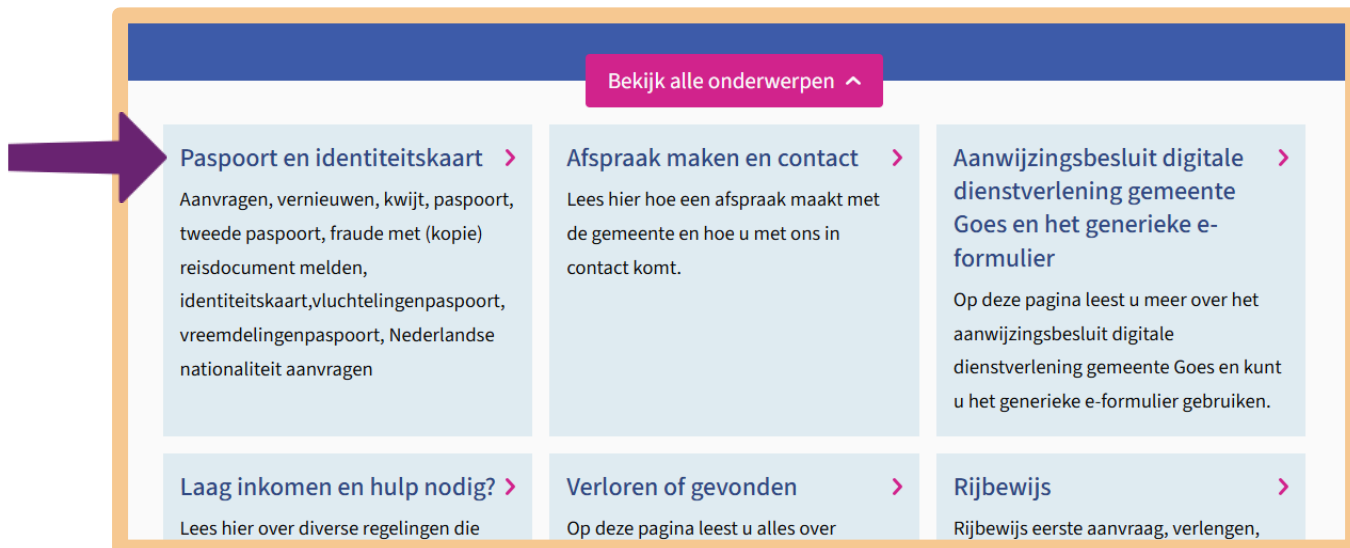 Bekijk alle onderwerpen
Paspoort en identiteitskaart
Aanvragen, vernieuwen, kwijt, paspoort,
tweede paspoort, fraude met (kopie)
reisdocument melden,
identiteitskaart,vluchtelingenpaspoort,
vreemdelingenpaspoort, Nederlandse
nationaliteit aanvragen
Afspraak maken en contact
Lees hier hoe een afspraak maakt met
de gemeente en hoe u met ons in
contact komt.
Aanwijzingsbesluit digitale
dienstverlening gemeente
Goes en het generieke e-
formulier
Op deze pagina leest u meer over het
aanwijzingsbesluit digitale
dienstverlening gemeente Goes en kunt
u het generieke e-formulier gebruiken.
Laag inkomen en hulp nodig?
Lees hier over diverse regelingen die
Verloren of gevonden
Op deze pagina leest u alles over
Rijbewijs
Rijbewijs eerste aanvraag, verlengen,